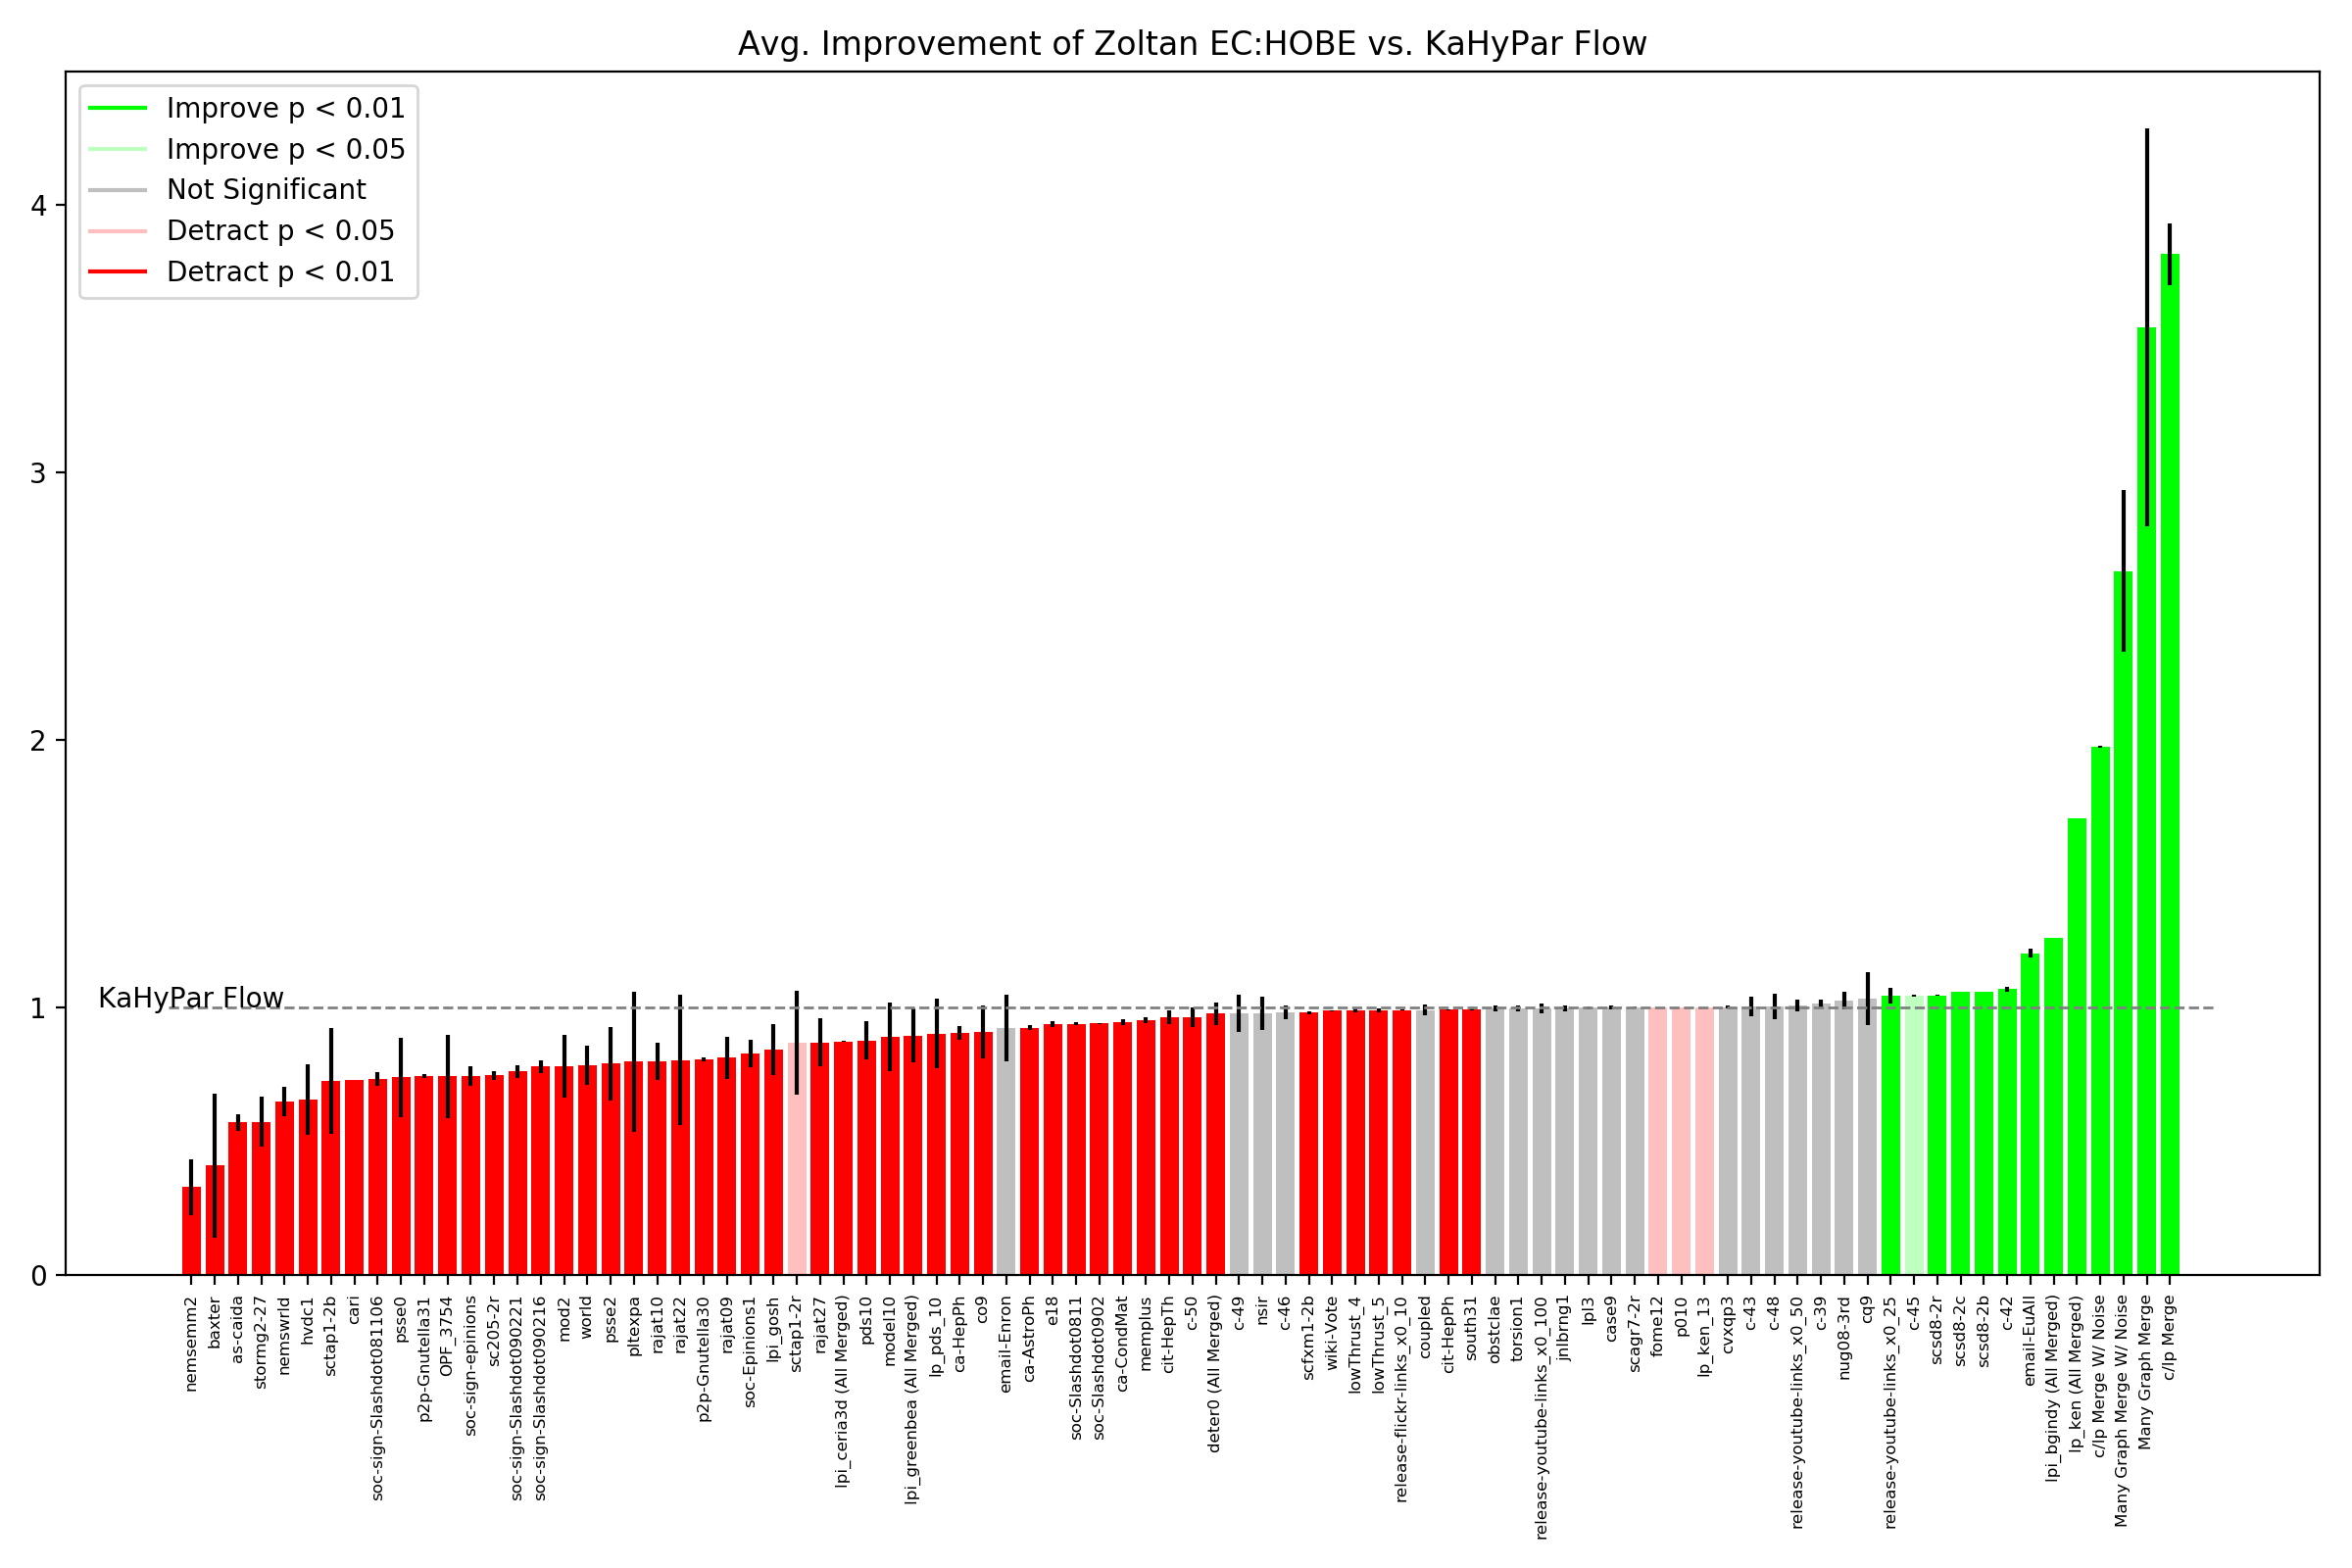 Avg. Improvement of Zoltan EC:HOBE vs. KaHyPar Flow
Improve p < 0.01
Improve p < 0.05
Not Significant
Detract p < 0.05
Detract p < 0.01
4
3
2
1
0
KaHyPar Flow
nemsemm2
baxter
as-caida
stormg2-27
nemswrld
hvdc1
sctap1-2b
cari
soc-sign-Slashdot081106
psse0
p2p-Gnutella31
OPF_3754
soc-sign-epinions
sc205-2r
soc-sign-Slashdot090221
soc-sign-Slashdot090216
mod2
world
psse2
pltexpa
rajat10
rajat22
p2p-Gnutella30
rajat09
soc-Epinions1
lpi_gosh
sctap1-2r
rajat27
lpi_ceria3d (All Merged)
pds10
model10
lpi_greenbea (All Merged)
lp_pds_10
ca-HepPh
co9
email-Enron
ca-AstroPh
e18
soc-Slashdot0811
soc-Slashdot0902
ca-CondMat
memplus
cit-HepTh
c-50
deter0 (All Merged)
c-49
nsir
c-46
scfxm1-2b
wiki-Vote
lowThrust_4
lowThrust_5
release-flickr-links_x0_10
coupled
cit-HepPh
south31
obstclae
torsion1
release-youtube-links_x0_100
jnlbrng1
lpl3
case9
scagr7-2r
fome12
p010
lp_ken_13
cvxqp3
c-43
c-48
release-youtube-links_x0_50
c-39
nug08-3rd
cq9
release-youtube-links_x0_25
c-45
scsd8-2r
scsd8-2c
scsd8-2b
c-42
email-EuAll
lpi_bgindy (All Merged)
lp_ken (All Merged)
c/lp Merge W/ Noise
Many Graph Merge W/ Noise
Many Graph Merge
c/lp Merge